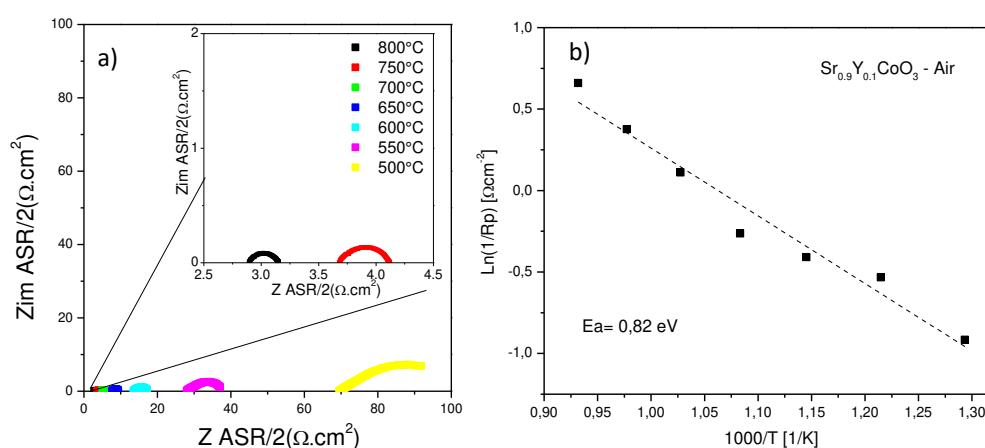 a)
100
80
60
40
20
0
Zim ASR/2(Ω.cm²)
0
20
40
60
80
100
Z ASR/2(Ω.cm²)
2
1
0
Zim ASR/2(Ω.cm²)
2.5
3.0
3.5
4.0
4.5
Z ASR/2(Ω.cm²)
800°C
750°C
700°C
650°C
600°C
550°C
500°C
b)
1,0
0,5
0,0
-0,5
-1,0
Ln(1/Rp) [Ωcm⁻²]
Sr₀.₉Y₀.₁CoO₃ - Air
Ea= 0,82 eV
0,90
0,95
1,00
1,05
1,10
1,15
1,20
1,25
1,30
1000/T [1/K]